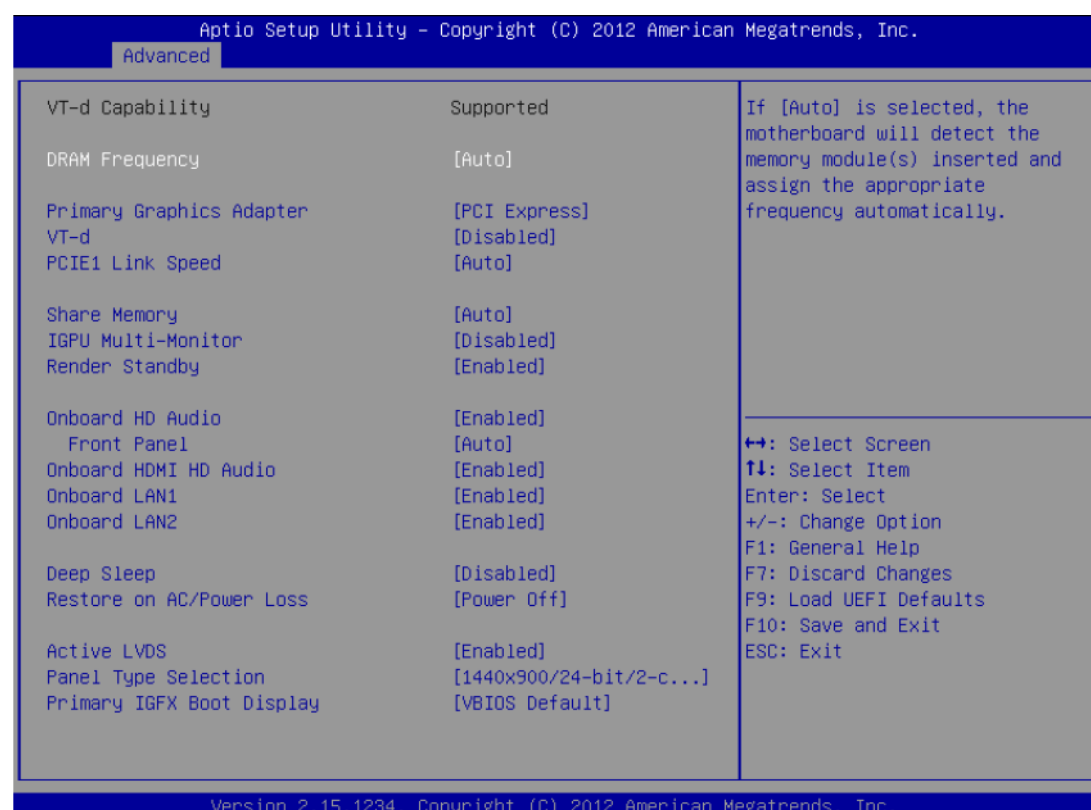 Aptio Setup Utility – Copyright (C) 2012 American Megatrends, Inc.
Advanced
VT-d Capability Supported
DRAM Frequency [Auto]
Primary Graphics Adapter [PCI Express]
VT-d [Disabled]
PCIE1 Link Speed [Auto]
Share Memory [Auto]
IGPU Multi-Monitor [Disabled]
Render Standby [Enabled]
Onboard HD Audio [Enabled]
Front Panel [Auto]
Onboard HDMI HD Audio [Enabled]
Onboard LAN1 [Enabled]
Onboard LAN2 [Enabled]
Deep Sleep [Disabled]
Restore on AC/Power Loss [Power Off]
Active LVDS [Enabled]
Panel Type Selection [1440x900/24-bit/2-c...]
Primary IGFX Boot Display [VBIOS Default]
If [Auto] is selected, the
motherboard will detect the
memory module(s) inserted and
assign the appropriate
frequency automatically.
↔: Select Screen
↑↓: Select Item
Enter: Select
+/-: Change Option
F1: General Help
F7: Discard Changes
F9: Load UEFI Defaults
F10: Save and Exit
ESC: Exit
Version 2.15.1234. Copyright (C) 2012 American Megatrends, Inc.